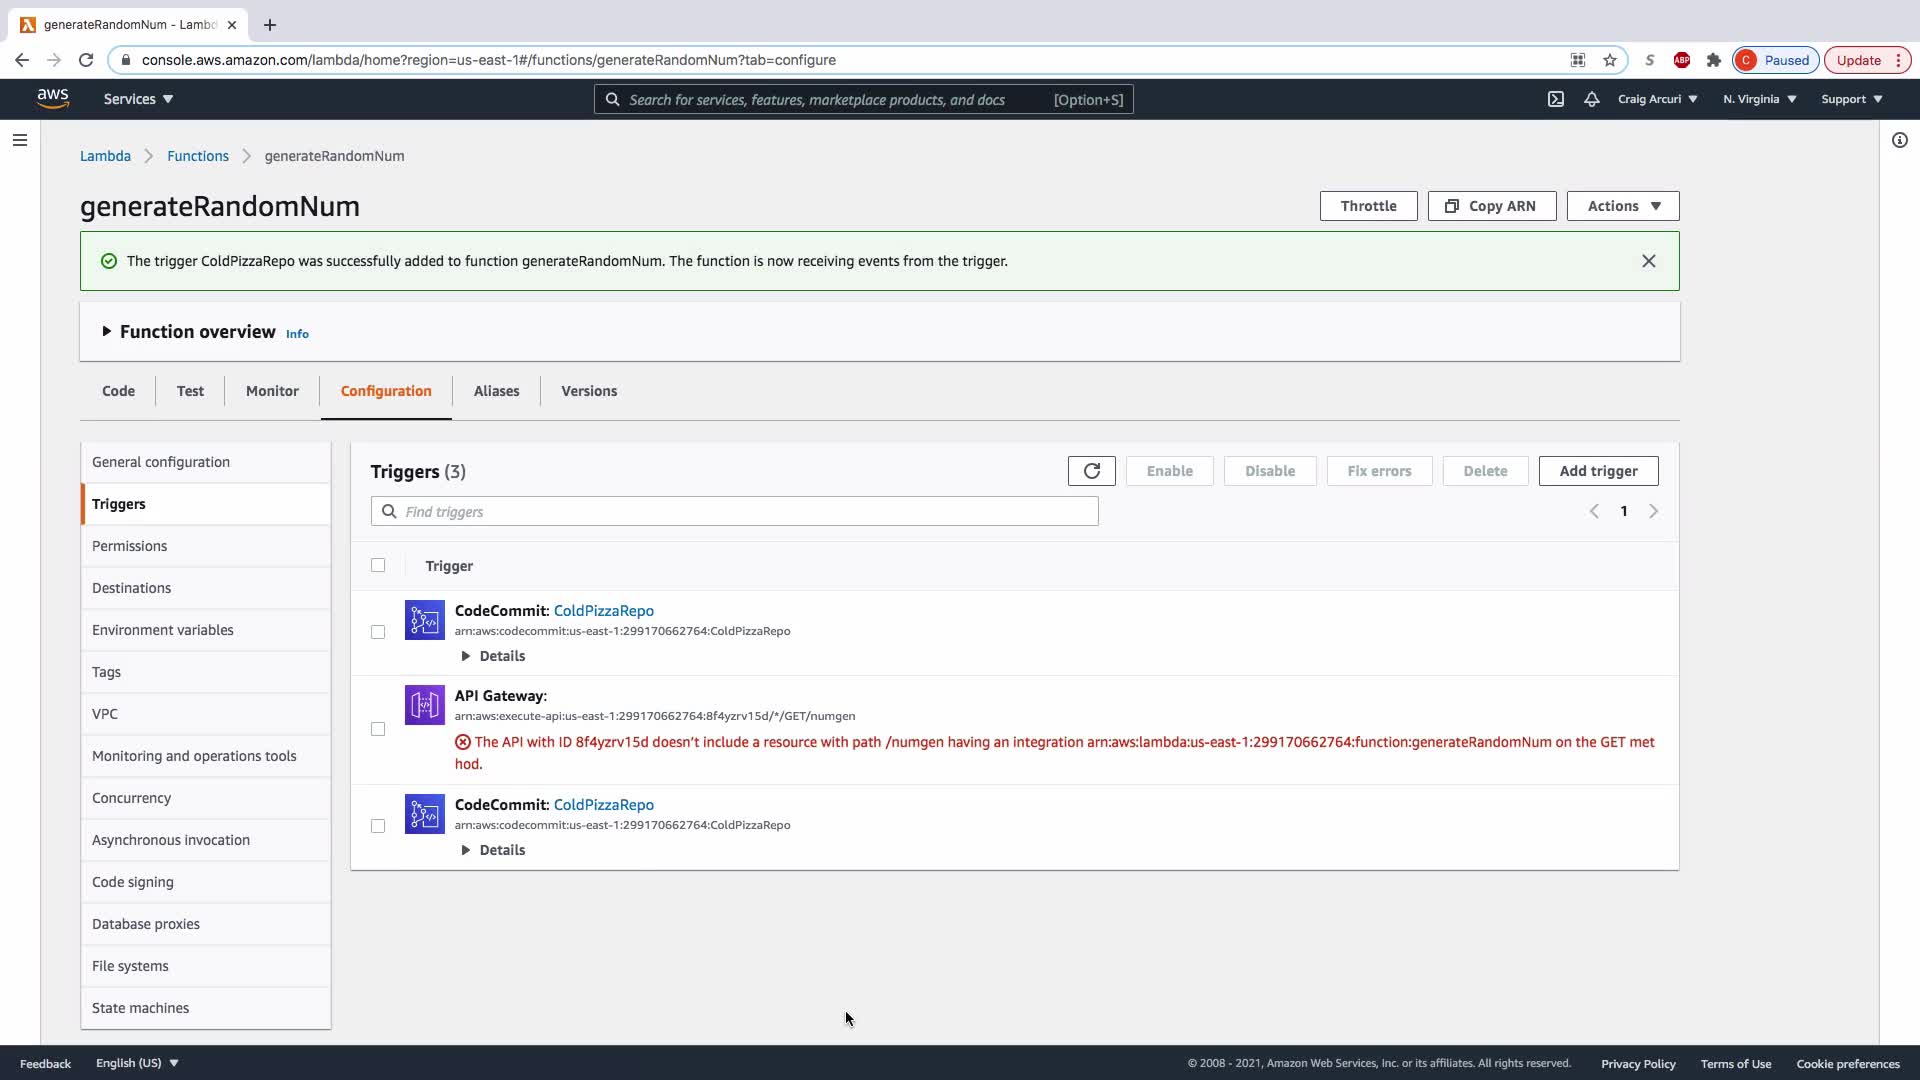 generateRandomNum - Lambd
console.aws.amazon.com/lambda/home?region=us-east-1#/functions/generateRandomNum?tab=configure
S
ABP
C Paused
Update
aws
Services
Search for services, features, marketplace products, and docs [Option+S]
Craig Arcuri
N. Virginia
Support
Lambda
Functions
generateRandomNum
generateRandomNum
Throttle
Copy ARN
Actions
The trigger ColdPizzaRepo was successfully added to function generateRandomNum. The function is now receiving events from the trigger.
Function overview Info
Code
Test
Monitor
Configuration
Aliases
Versions
General configuration
Triggers
Permissions
Destinations
Environment variables
Tags
VPC
Monitoring and operations tools
Concurrency
Asynchronous invocation
Code signing
Database proxies
File systems
State machines
Triggers (3)
Enable
Disable
Fix errors
Delete
Add trigger
Find triggers
1
Trigger
CodeCommit: ColdPizzaRepo
arn:aws:codecommit:us-east-1:299170662764:ColdPizzaRepo
Details
API Gateway:
arn:aws:execute-api:us-east-1:299170662764:8f4yzrv15d/*/GET/numgen
The API with ID 8f4yzrv15d doesn't include a resource with path /numgen having an integration arn:aws:lambda:us-east-1:299170662764:function:generateRandomNum on the GET met
hod.
CodeCommit: ColdPizzaRepo
arn:aws:codecommit:us-east-1:299170662764:ColdPizzaRepo
Details
Feedback
English (US)
© 2008 - 2021, Amazon Web Services, Inc. or its affiliates. All rights reserved.
Privacy Policy
Terms of Use
Cookie preferences